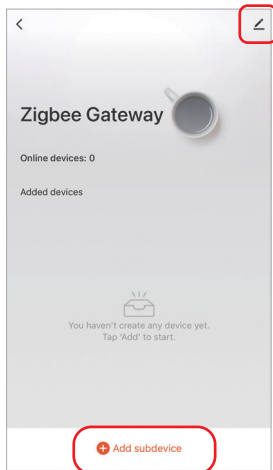 Zigbee Gateway
Online devices: 0
Added devices
You haven't create any device yet.
Tap 'Add' to start.
Add subdevice